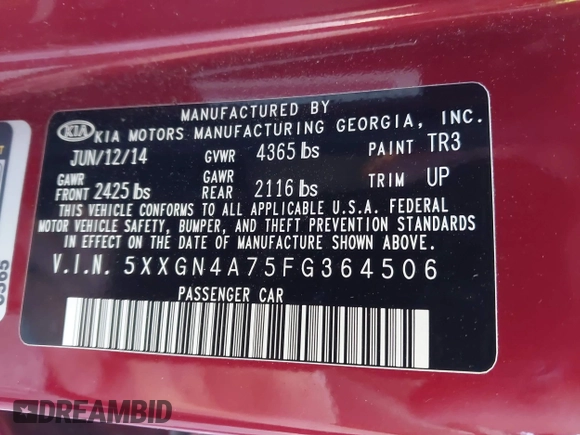 MANUFACTURED BY
KIA KIA MOTORS MANUFACTURING GEORGIA, INC.
JUN/12/14 GVWR 4365 lbs PAINT TR3
GAWR FRONT 2425 lbs GAWR REAR 2116 lbs TRIM UP
THIS VEHICLE CONFORMS TO ALL APPLICABLE U.S.A. FEDERAL
MOTOR VEHICLE SAFETY, BUMPER, AND THEFT PREVENTION STANDARDS
IN EFFECT ON THE DATE OF MANUFACTURE SHOWN ABOVE.
V.I.N. 5XXGN4A75FG364506
PASSENGER CAR
DREAMBID